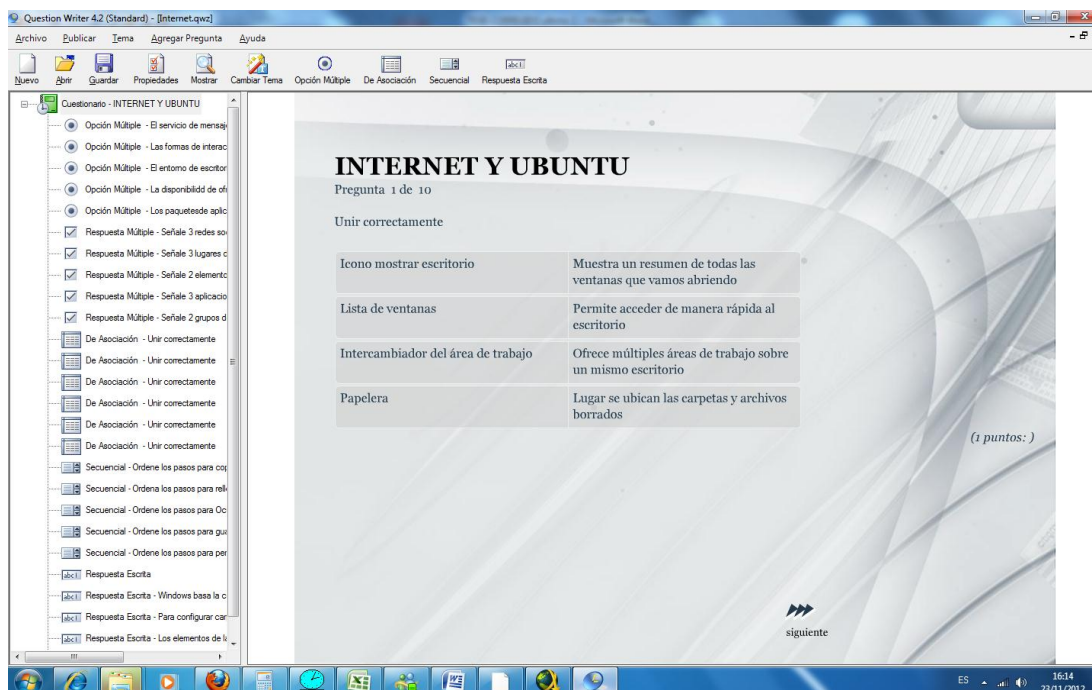 Question Writer 4.2 (Standard) - [Internet.qwz]
Archivo Publicar Tema Agregar Pregunta Ayuda
Nuevo Abrir Guardar Propiedades Mostrar Cambiar Tema Opción Múltiple De Asociación Secuencial Respuesta Escrita
Cuestionario - INTERNET Y UBUNTU
Opción Múltiple - El servicio de mensaj
Opción Múltiple - Las formas de interac
Opción Múltiple - El entorno de escritor
Opción Múltiple - La disponibilidd de ofi
Opción Múltiple - Los paquetesde aplic
Respuesta Múltiple - Señale 3 redes so
Respuesta Múltiple - Señale 3 lugares d
Respuesta Múltiple - Señale 2 elemento
Respuesta Múltiple - Señale 3 aplicacio
Respuesta Múltiple - Señale 2 grupos d
De Asociación - Unir correctamente
De Asociación - Unir correctamente
De Asociación - Unir correctamente
De Asociación - Unir correctamente
De Asociación - Unir correctamente
De Asociación - Unir correctamente
Secuencial - Ordene los pasos para cop
Secuencial - Ordena los pasos para rell
Secuencial - Ordene los pasos para Oc
Secuencial - Ordene los pasos para gua
Secuencial - Ordene los pasos para per
abc Respuesta Escrita
abc Respuesta Escrita - Windows basa la c
abc Respuesta Escrita - Para configurar car
abc Respuesta Escrita - Los elementos de la
INTERNET Y UBUNTU
Pregunta 1 de 10
Unir correctamente
Icono mostrar escritorio
Muestra un resumen de todas las
ventanas que vamos abriendo
Lista de ventanas
Permite acceder de manera rápida al
escritorio
Intercambiador del área de trabajo
Ofrece múltiples áreas de trabajo sobre
un mismo escritorio
Papelera
Lugar se ubican las carpetas y archivos
borrados
(1 puntos: )
siguiente
ES
16:14
23/11/2012